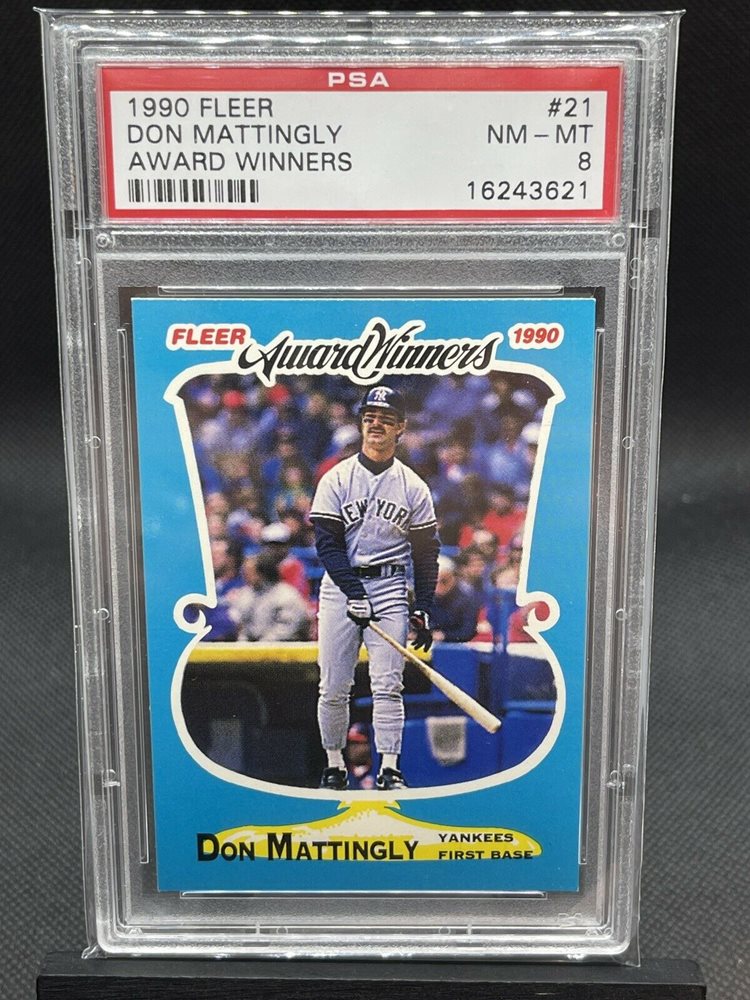 PSA
1990 FLEER #21
DON MATTINGLY NM – MT
AWARD WINNERS 8
16243621
FLEER Award Winners 1990
NY
NEW YORK
DON MATTINGLY YANKEES
FIRST BASE